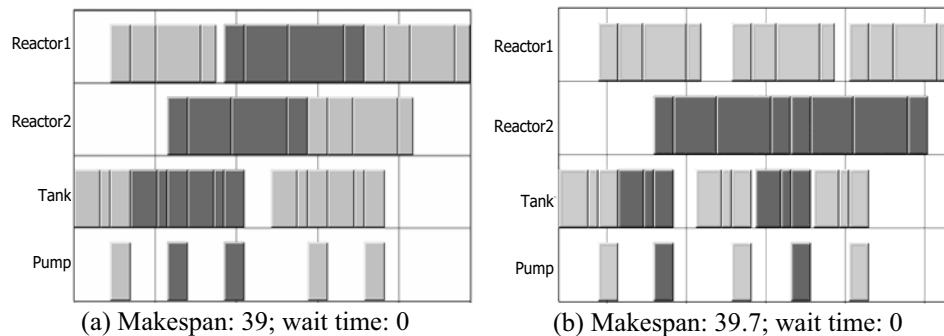 Reactor1
Reactor2
Tank
Pump
(a) Makespan: 39; wait time: 0
Reactor1
Reactor2
Tank
Pump
(b) Makespan: 39.7; wait time: 0